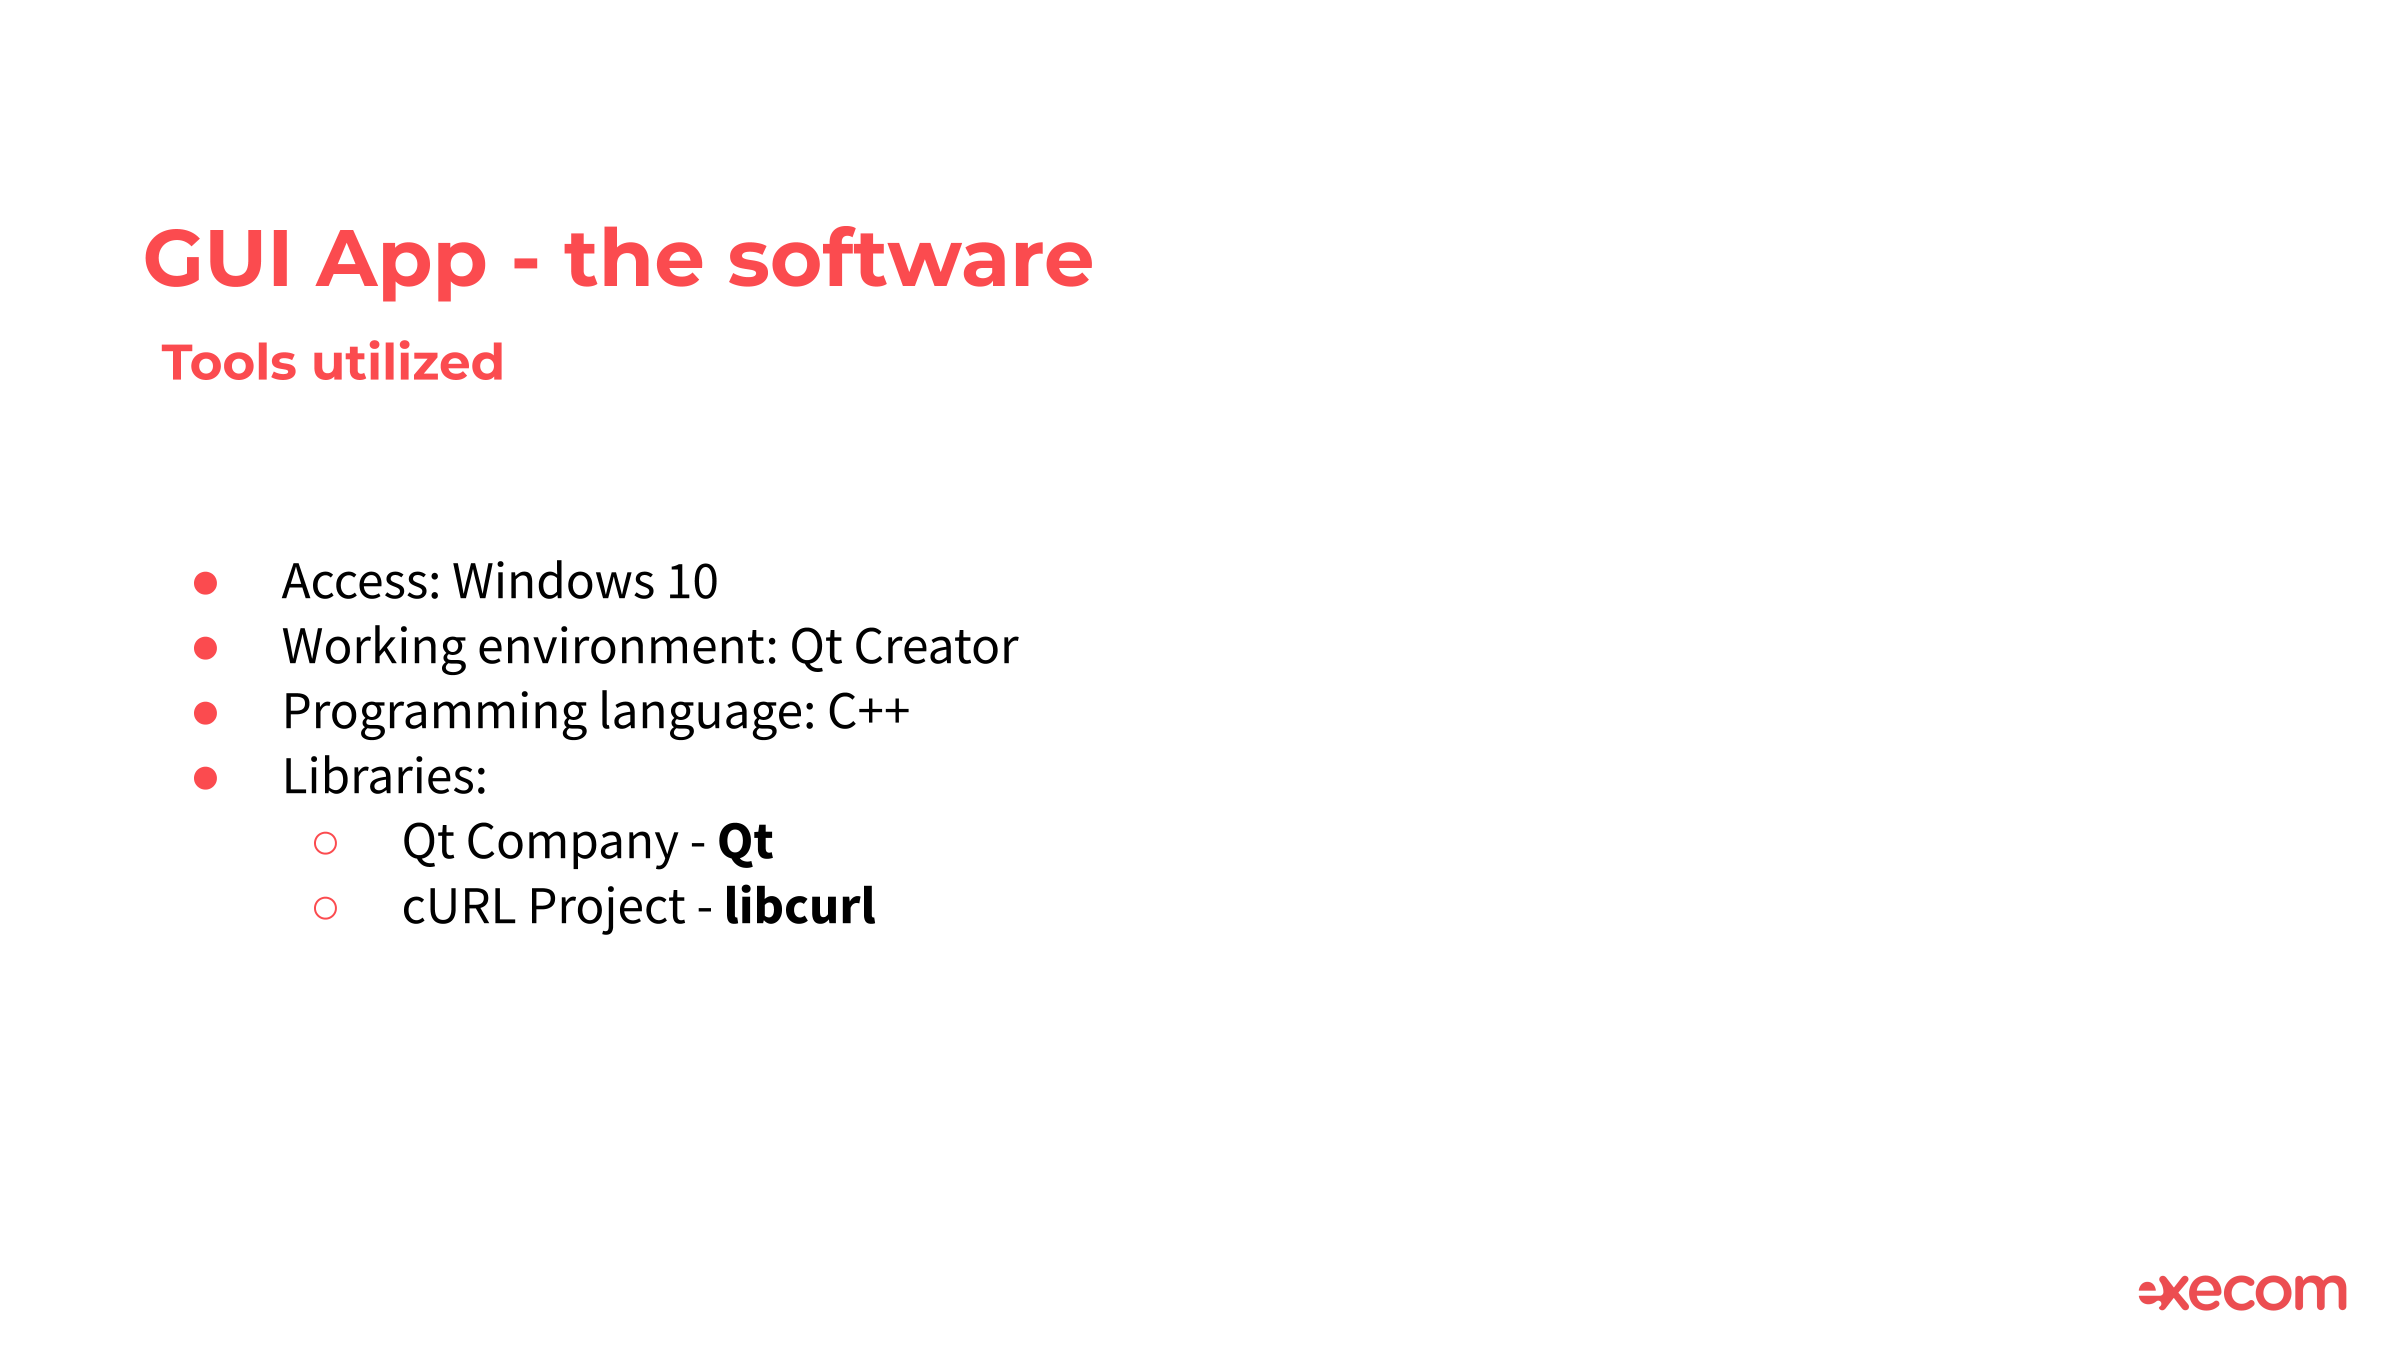 GUI App - the software
Tools utilized
● Access: Windows 10
● Working environment: Qt Creator
● Programming language: C++
● Libraries:
○ Qt Company - Qt
○ cURL Project - libcurl
execom